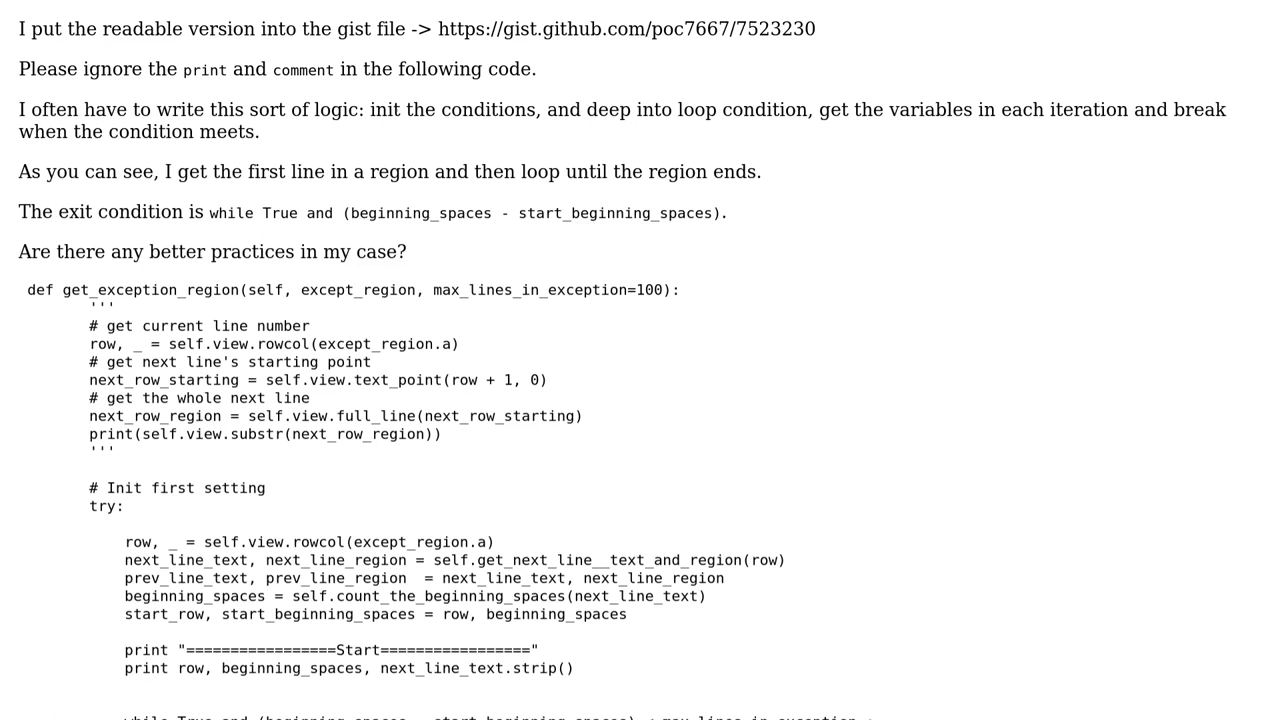 I put the readable version into the gist file -> https://gist.github.com/poc7667/7523230
Please ignore the print and comment in the following code.
I often have to write this sort of logic: init the conditions, and deep into loop condition, get the variables in each iteration and break
when the condition meets.
As you can see, I get the first line in a region and then loop until the region ends.
The exit condition is while True and (beginning_spaces - start_beginning_spaces).
Are there any better practices in my case?
def get_exception_region(self, except_region, max_lines_in_exception=100):
'''
# get current line number
row, _ = self.view.rowcol(except_region.a)
# get next line's starting point
next_row_starting = self.view.text_point(row + 1, 0)
# get the whole next line
next_row_region = self.view.full_line(next_row_starting)
print(self.view.substr(next_row_region))
'''
# Init first setting
try:
row, _ = self.view.rowcol(except_region.a)
next_line_text, next_line_region = self.get_next_line__text_and_region(row)
prev_line_text, prev_line_region  = next_line_text, next_line_region
beginning_spaces = self.count_the_beginning_spaces(next_line_text)
start_row, start_beginning_spaces = row, beginning_spaces
print "=================Start================="
print row, beginning_spaces, next_line_text.strip()